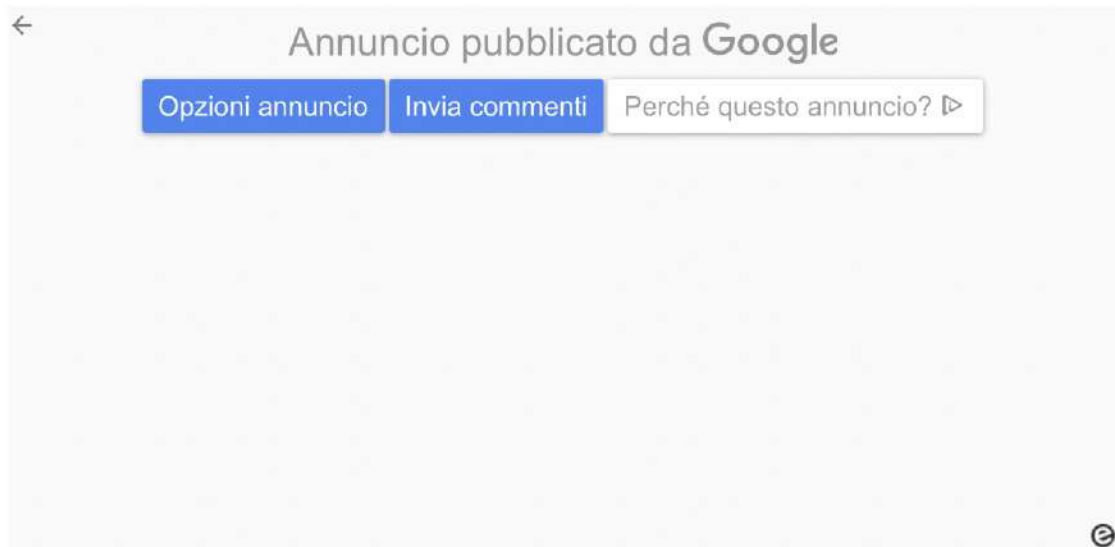 Annuncio pubblicato da Google
Opzioni annuncio Invia commenti Perché questo annuncio?
e